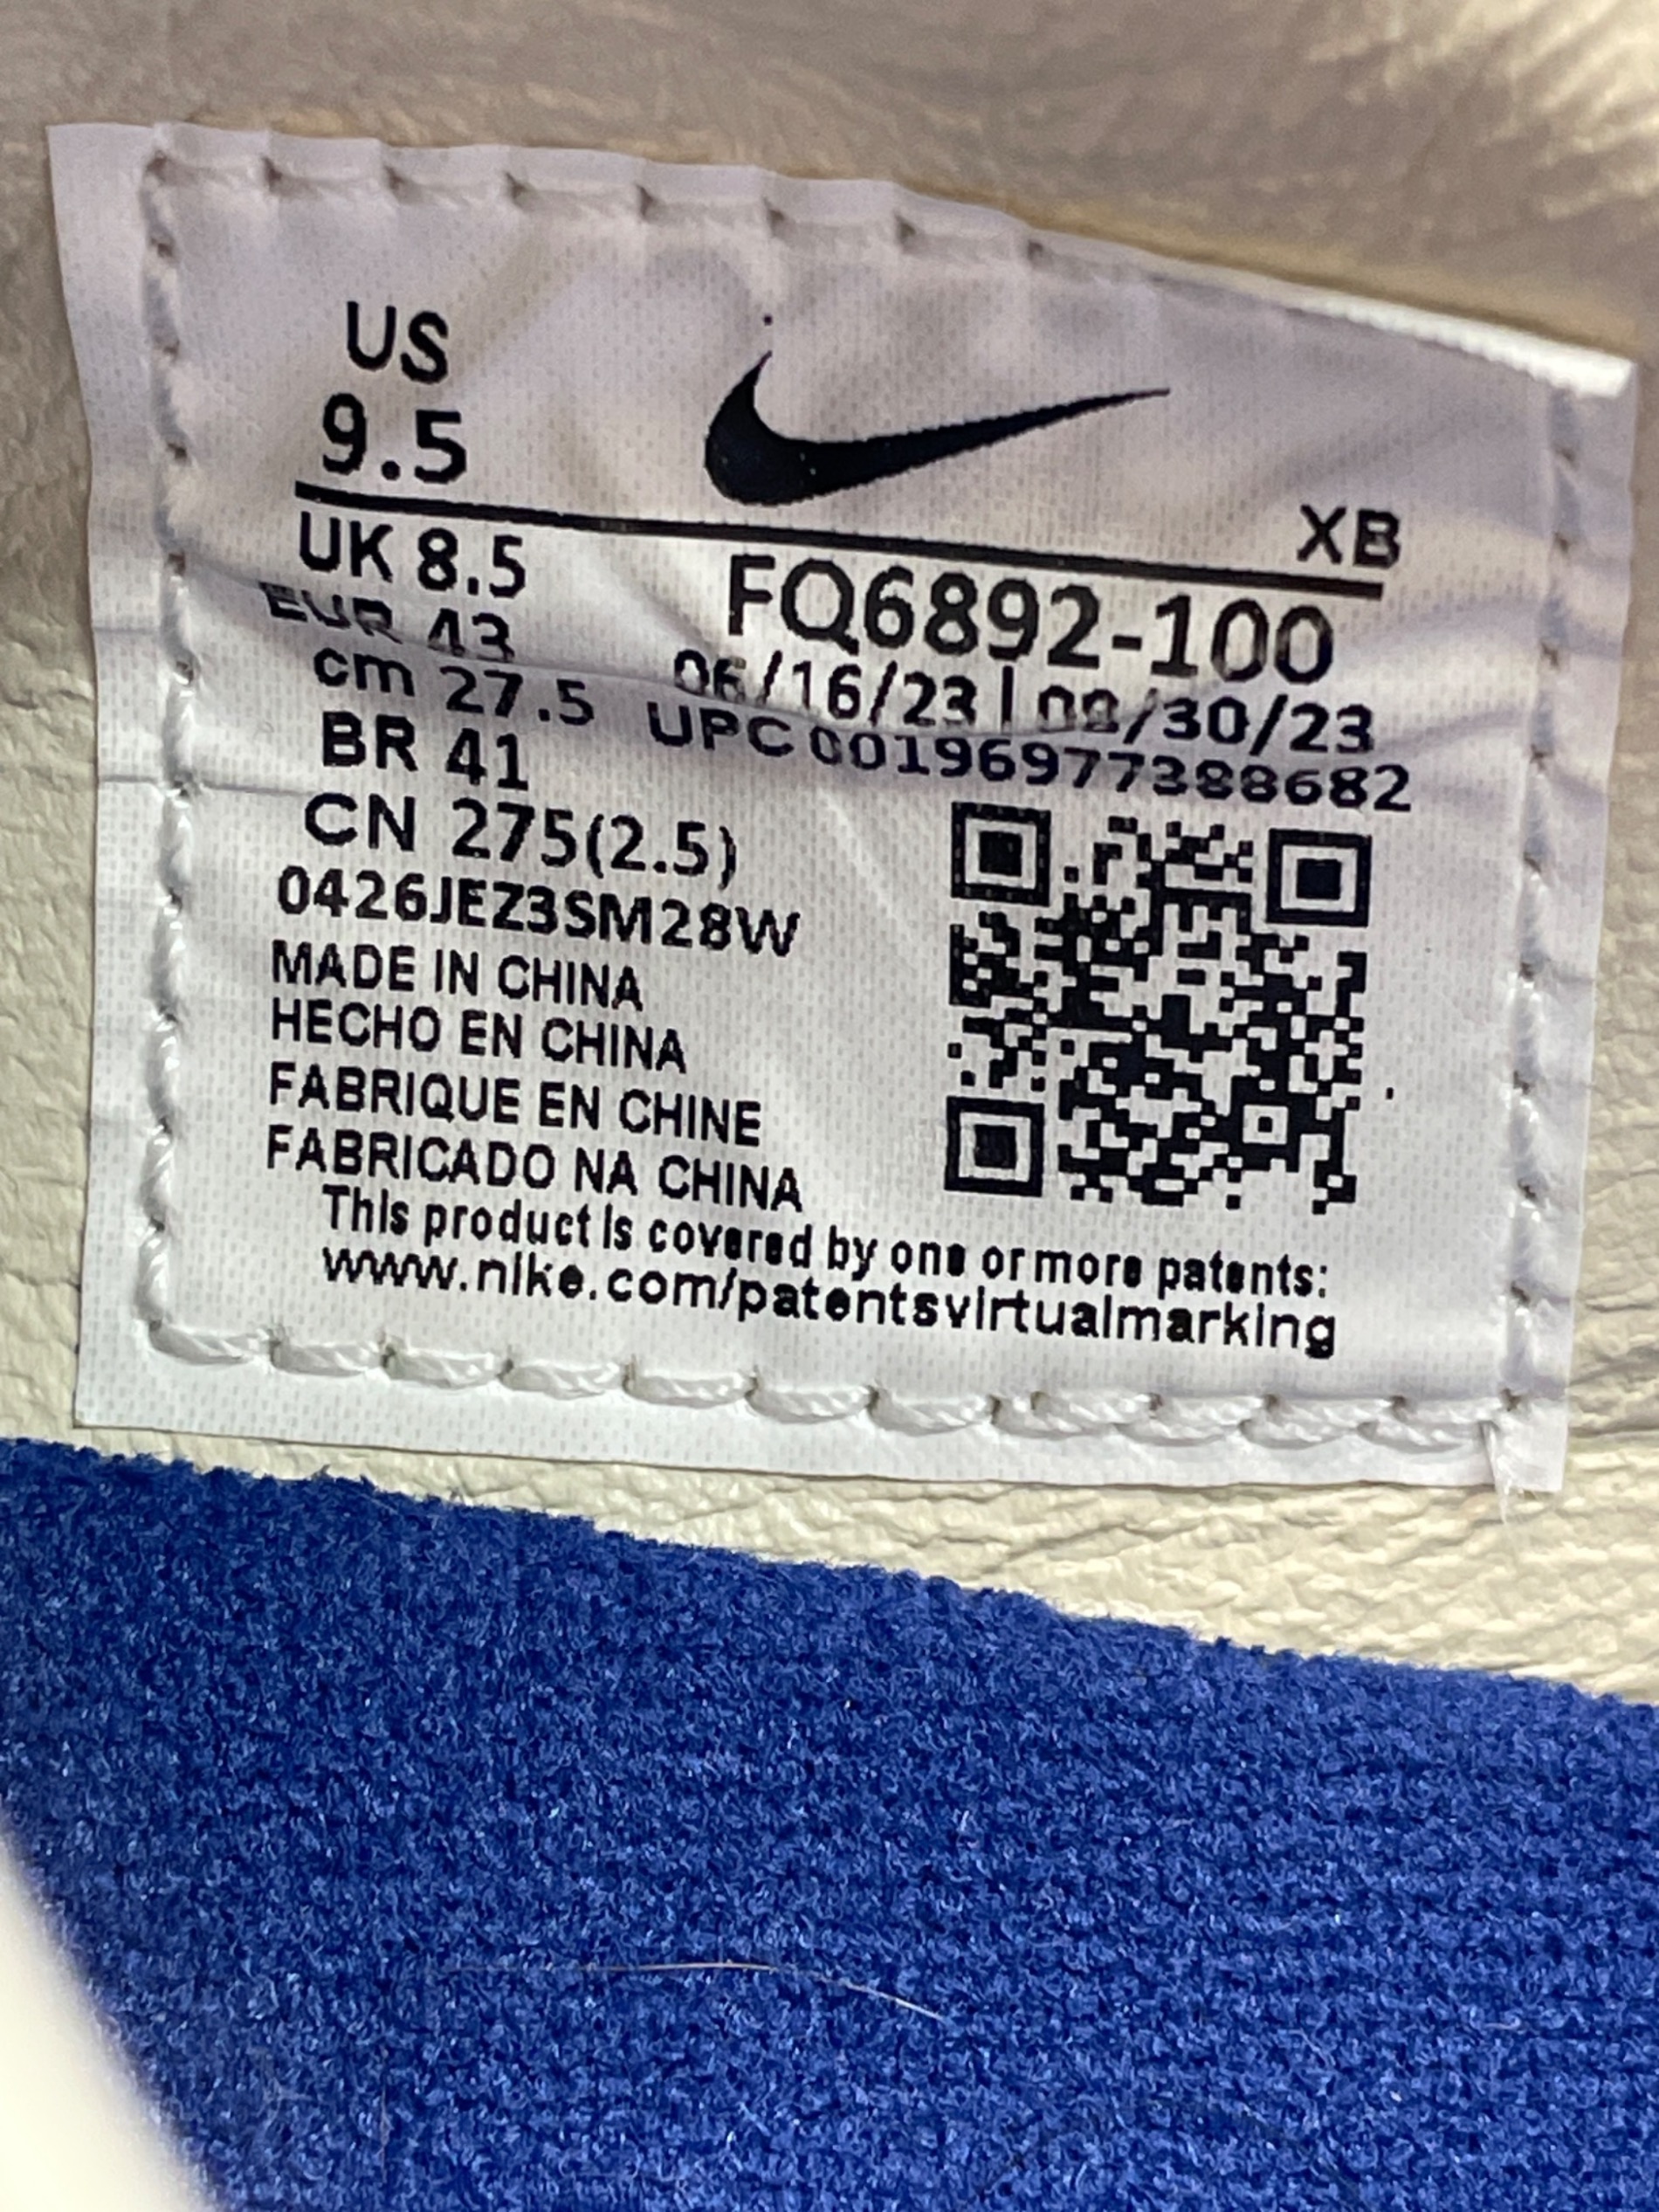 US
9.5
XB
UK 8.5
FQ6892-100
EUR 43
06/16/23 | /30/23
cm 27.5
UPC 00196977388682
BR 41
CN 275(2.5)
0426JEZ3SM28W
MADE IN CHINA
HECHO EN CHINA
FABRIQUE EN CHINE
FABRICADO NA CHINA
This product is covered by one or more patents:
www.nike.com/patentsvirtualmarking